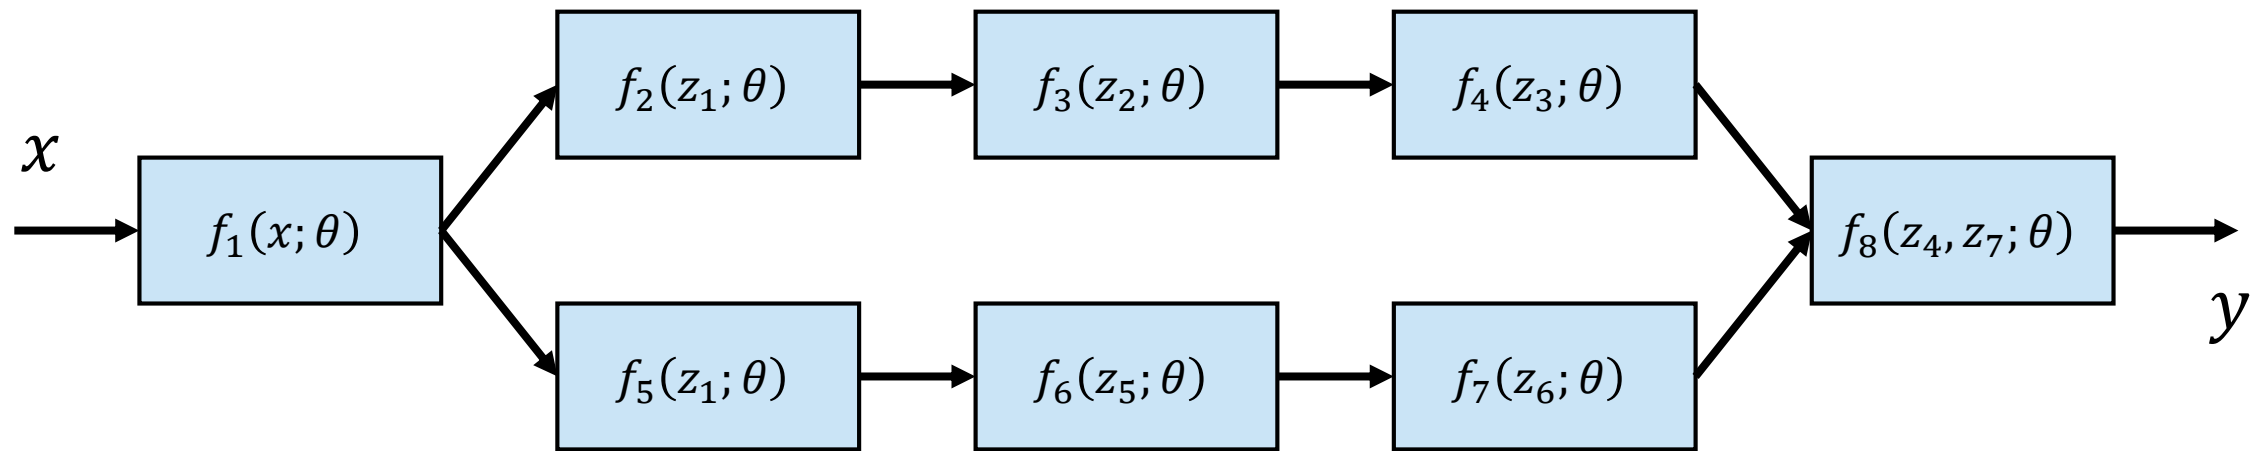 x
f₁(x; θ)
f₂(z₁; θ)
f₃(z₂; θ)
f₄(z₃; θ)
f₅(z₁; θ)
f₆(z₅; θ)
f₇(z₆; θ)
f₈(z₄, z₇; θ)
y